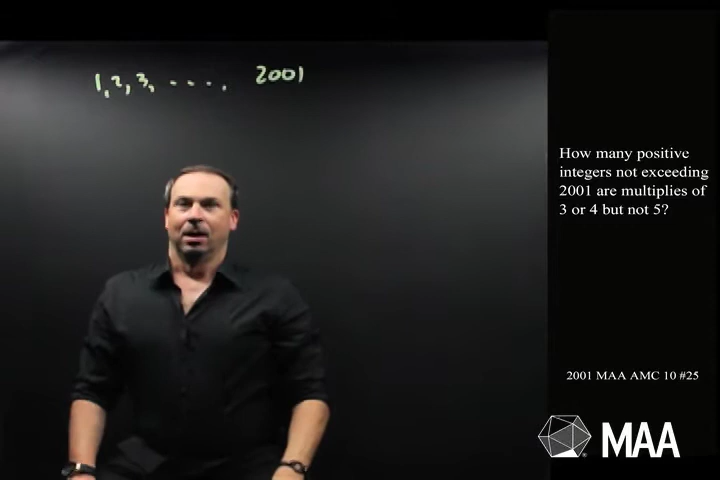 1, 2, 3, . . . . , 2001
How many positive
integers not exceeding
2001 are multiplies of
3 or 4 but not 5?
2001 MAA AMC 10 #25
MAA